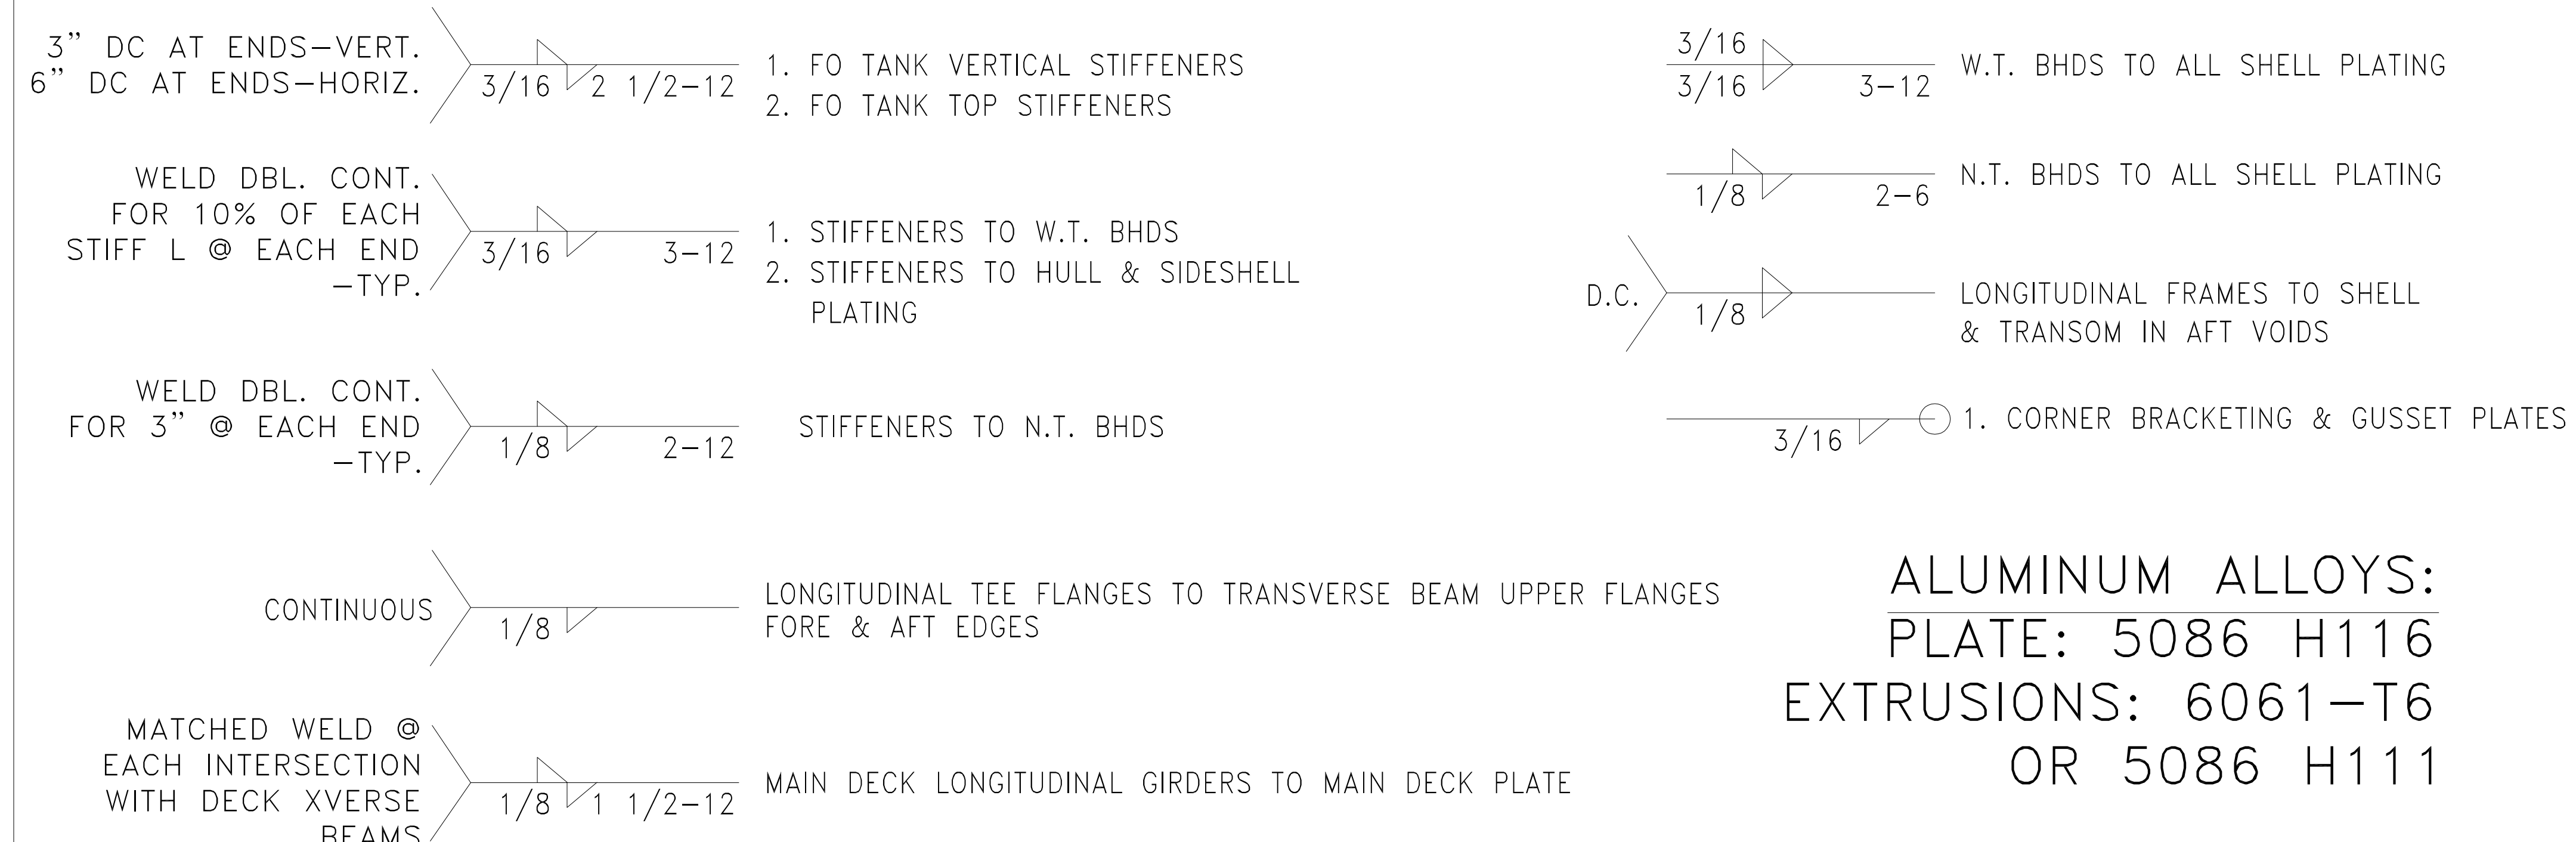 3” DC AT ENDS-VERT.
6” DC AT ENDS-HORIZ.
3/16 2 1/2-12
1. FO TANK VERTICAL STIFFENERS
2. FO TANK TOP STIFFENERS
WELD DBL. CONT.
FOR 10% OF EACH
STIFF L @ EACH END
-TYP.
3/16 3-12
1. STIFFENERS TO W.T. BHDS
2. STIFFENERS TO HULL & SIDESHELL
PLATING
WELD DBL. CONT.
FOR 3” @ EACH END
-TYP.
1/8 2-12
STIFFENERS TO N.T. BHDS
CONTINUOUS
1/8
LONGITUDINAL TEE FLANGES TO TRANSVERSE BEAM UPPER FLANGES
FORE & AFT EDGES
MATCHED WELD @
EACH INTERSECTION
WITH DECK XVERSE
BEAMS
1/8 1 1/2-12
MAIN DECK LONGITUDINAL GIRDERS TO MAIN DECK PLATE
3/16
3/16 3-12
W.T. BHDS TO ALL SHELL PLATING
1/8 2-6
N.T. BHDS TO ALL SHELL PLATING
D.C.
1/8
LONGITUDINAL FRAMES TO SHELL
& TRANSOM IN AFT VOIDS
3/16
1. CORNER BRACKETING & GUSSET PLATES
ALUMINUM ALLOYS:
PLATE: 5086 H116
EXTRUSIONS: 6061-T6
OR 5086 H111